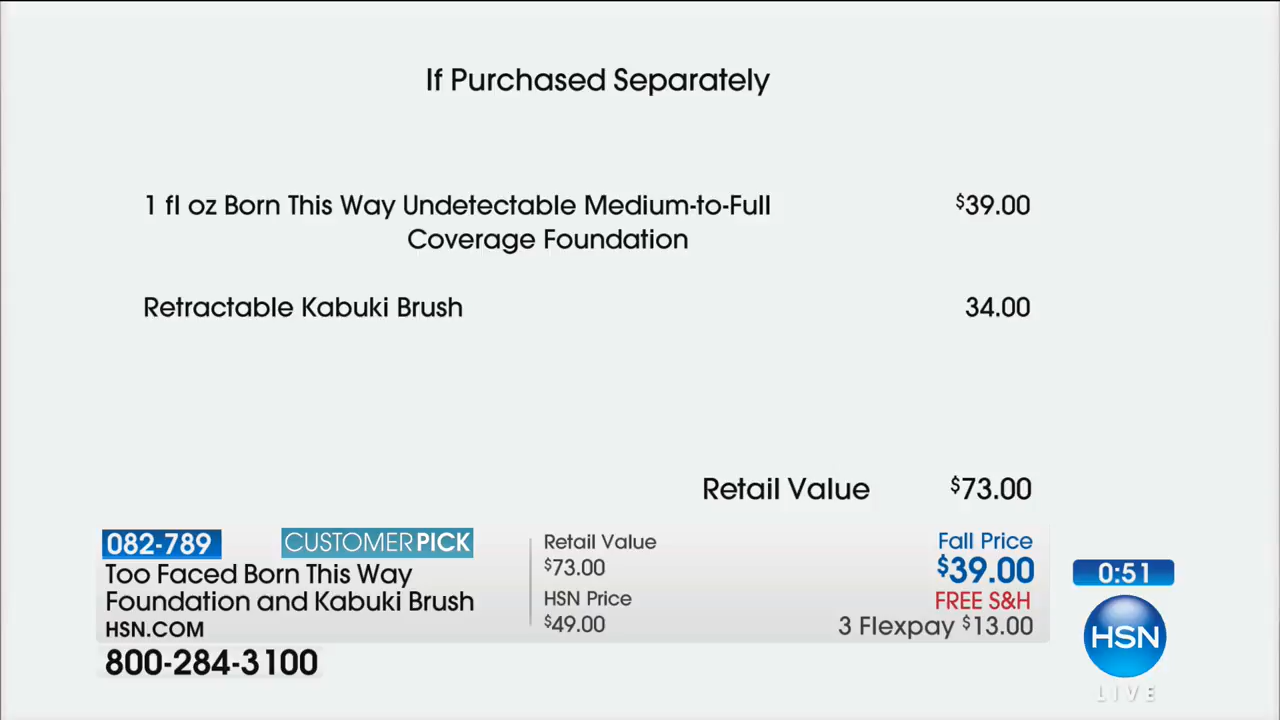 If Purchased Separately
1 fl oz Born This Way Undetectable Medium-to-Full $39.00
Coverage Foundation
Retractable Kabuki Brush 34.00
Retail Value $73.00
082-789 CUSTOMERPICK
Too Faced Born This Way
Foundation and Kabuki Brush
HSN.COM
800-284-3100
Retail Value
$73.00
HSN Price
$49.00
Fall Price
$39.00
FREE S&H
3 Flexpay $13.00
0:51
HSN
LIVE